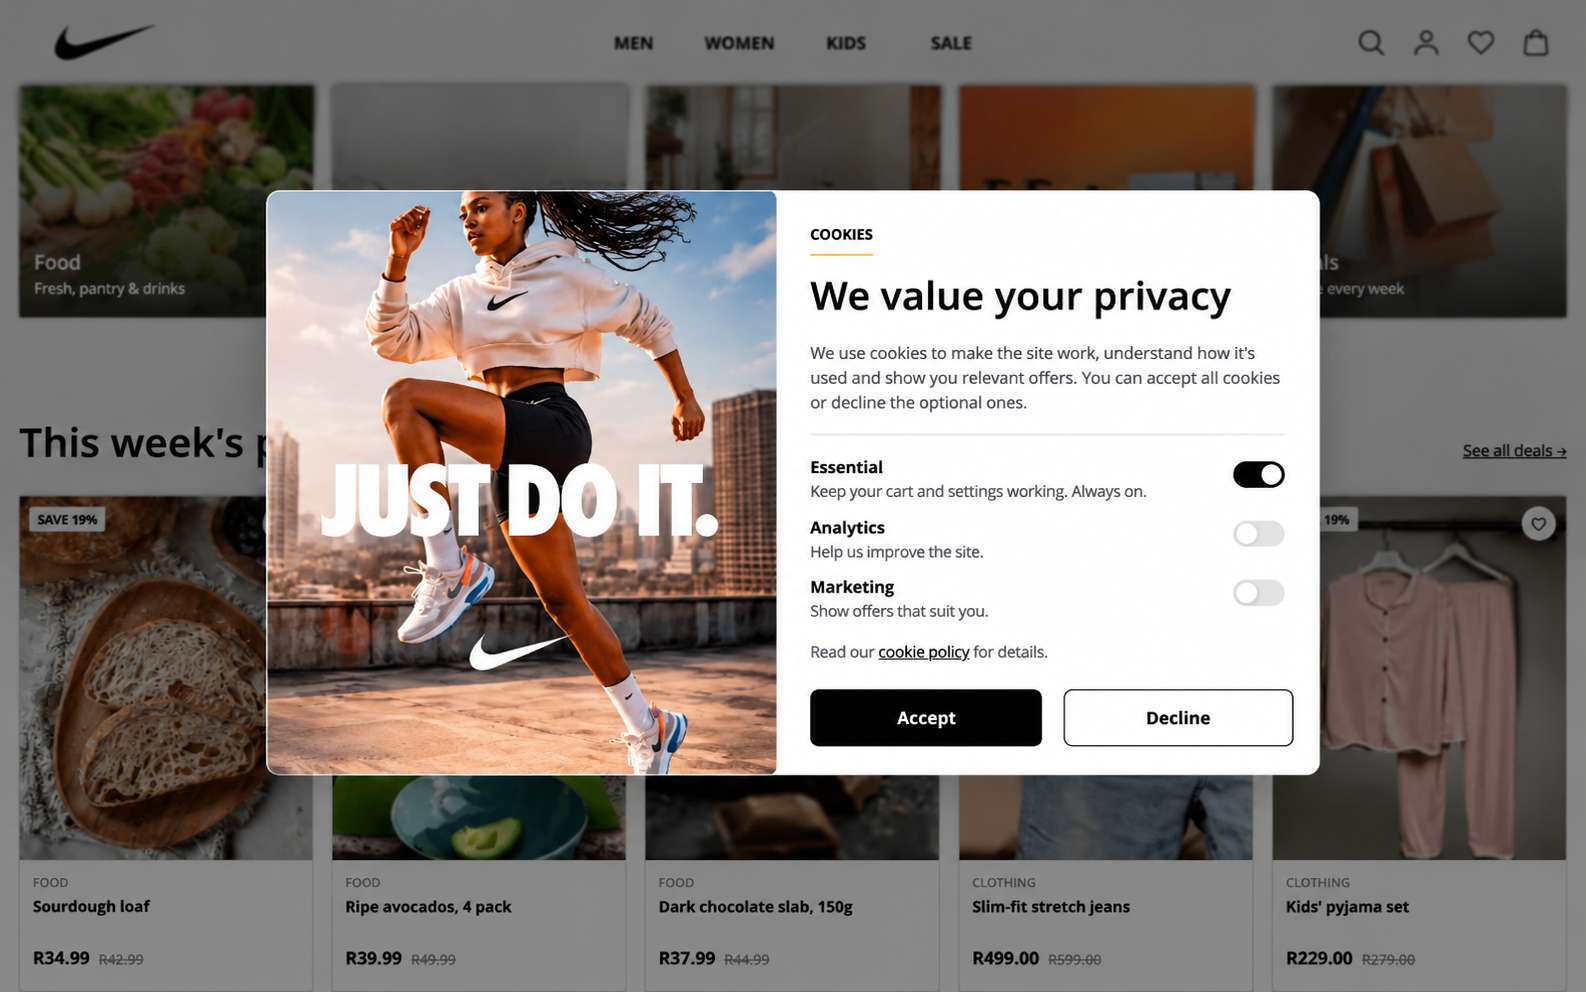 MEN WOMEN KIDS SALE
Food
Fresh, pantry & drinks
every week
This week's
See all deals →
COOKIES
We value your privacy
We use cookies to make the site work, understand how it's
used and show you relevant offers. You can accept all cookies
or decline the optional ones.
Essential
Keep your cart and settings working. Always on.
Analytics
Help us improve the site.
Marketing
Show offers that suit you.
Read our cookie policy for details.
Accept
Decline
JUST DO IT.
SAVE 19%
19%
FOOD
Sourdough loaf
R34.99 R42.99
FOOD
Ripe avocados, 4 pack
R39.99 R49.99
FOOD
Dark chocolate slab, 150g
R37.99 R44.99
CLOTHING
Slim-fit stretch jeans
R499.00 R599.00
CLOTHING
Kids' pyjama set
R229.00 R279.00